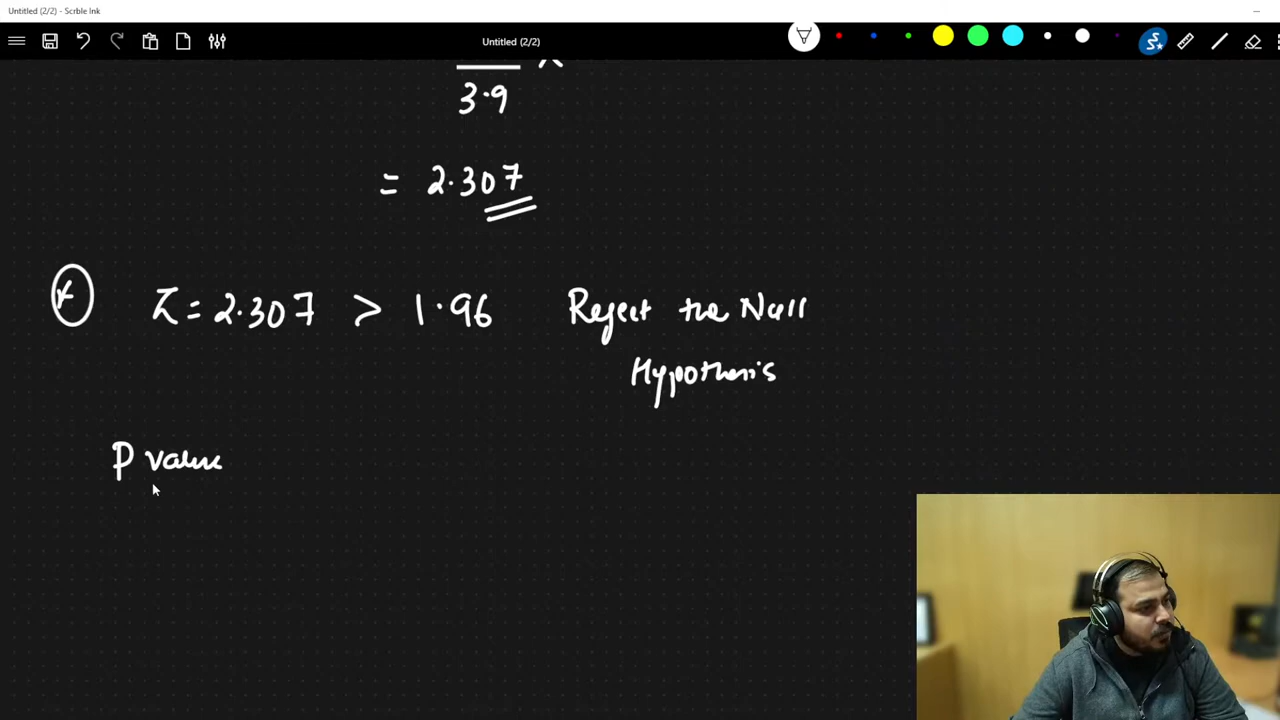 Untitled (2/2) - Scrble Ink
Untitled (2/2)
3.9
= 2.307
Z = 2.307 > 1.96 Reject the Null
Hypothesis
P value